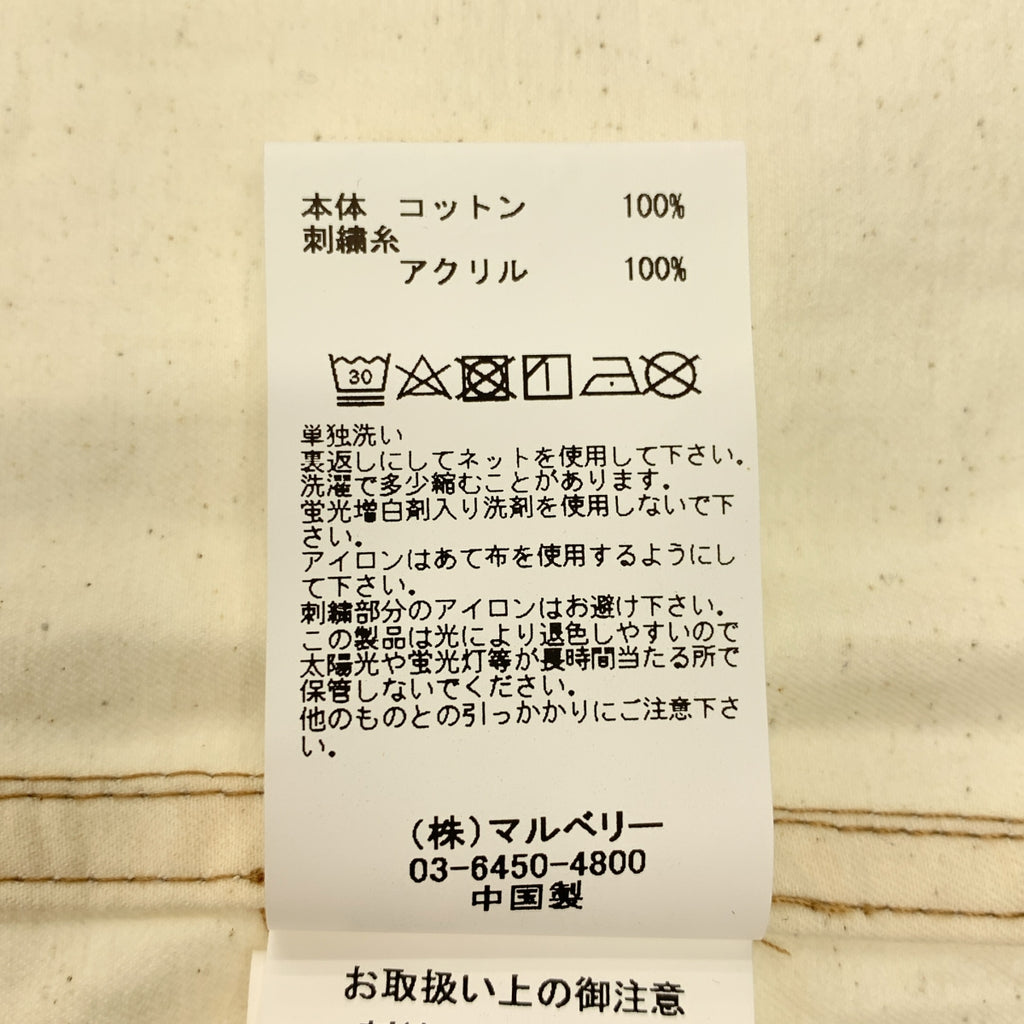 本体 コットン 100%
刺繍糸
アクリル 100%
30
単独洗い
裏返しにしてネットを使用して下さい。
洗濯で多少縮むことがあります。
蛍光増白剤入り洗剤を使用しないで下
さい。
アイロンはあて布を使用するようにし
て下さい。
刺繍部分のアイロンはお避け下さい。
この製品は光により退色しやすいので
太陽光や蛍光灯等が長時間当たる所で
保管しないでください。
他のものとの引っかかりにご注意下さ
い。
(株)マルベリー
03-6450-4800
中国製
お取扱い上の御注意